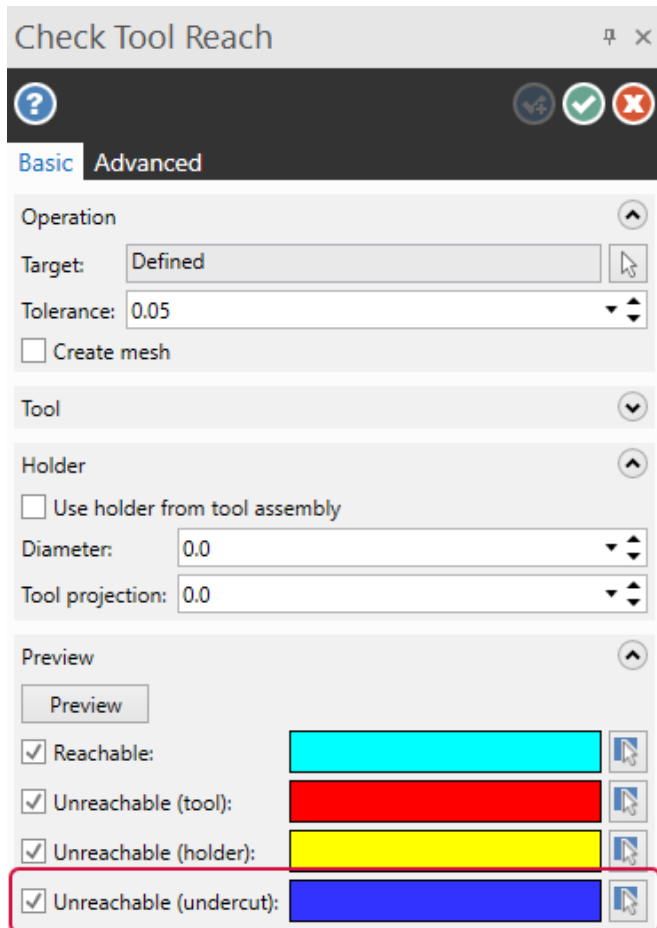 Check Tool Reach
?
Basic Advanced
Operation
Target: Defined
Tolerance: 0.05
Create mesh
Tool
Holder
Use holder from tool assembly
Diameter: 0.0
Tool projection: 0.0
Preview
Preview
Reachable:
Unreachable (tool):
Unreachable (holder):
Unreachable (undercut):